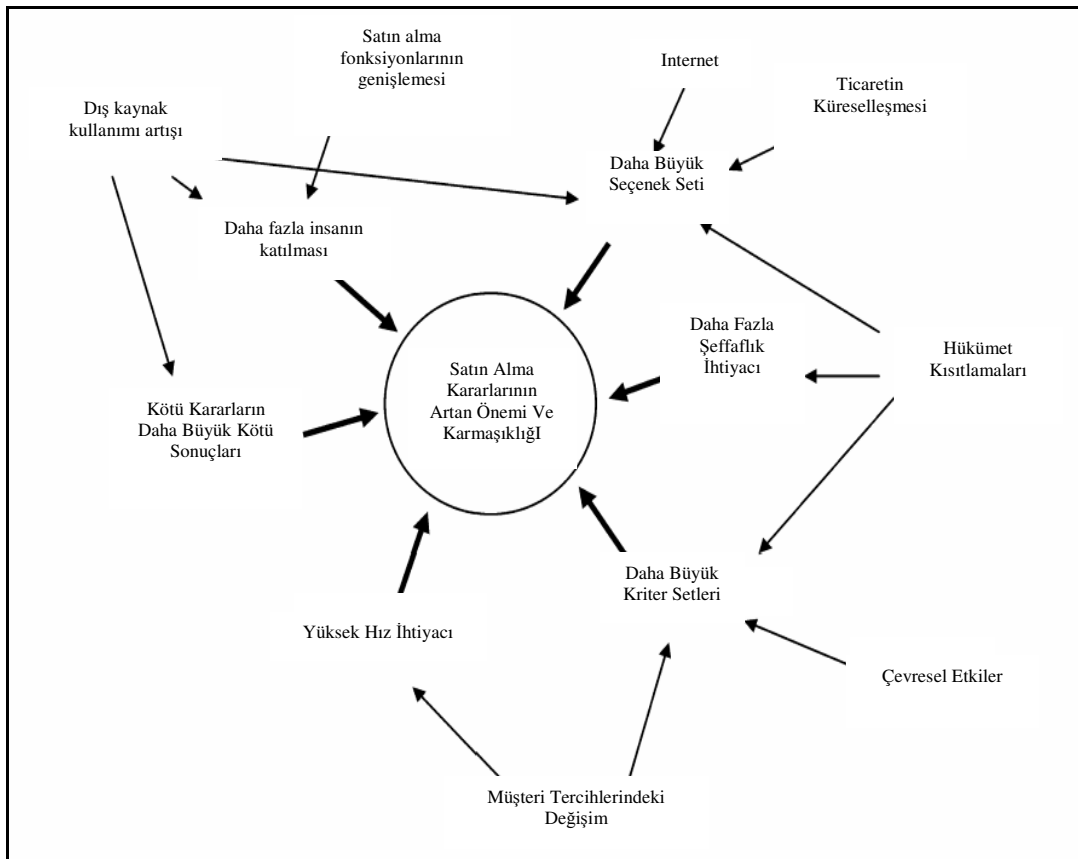 Satın alma
fonksiyonlarının
genişlemesi
Internet
Ticaretin
Küreselleşmesi
Dış kaynak
kullanımı artışı
Daha Büyük
Seçenek Seti
Daha fazla insanın
katılması
Daha Fazla
Şeffaflık
İhtiyacı
Hükümet
Kısıtlamaları
Satın Alma
Kararlarının
Artan Önemi Ve
KarmaşıklığI
Kötü Kararların
Daha Büyük Kötü
Sonuçları
Daha Büyük
Kriter Setleri
Yüksek Hız İhtiyacı
Çevresel Etkiler
Müşteri Tercihlerindeki
Değişim